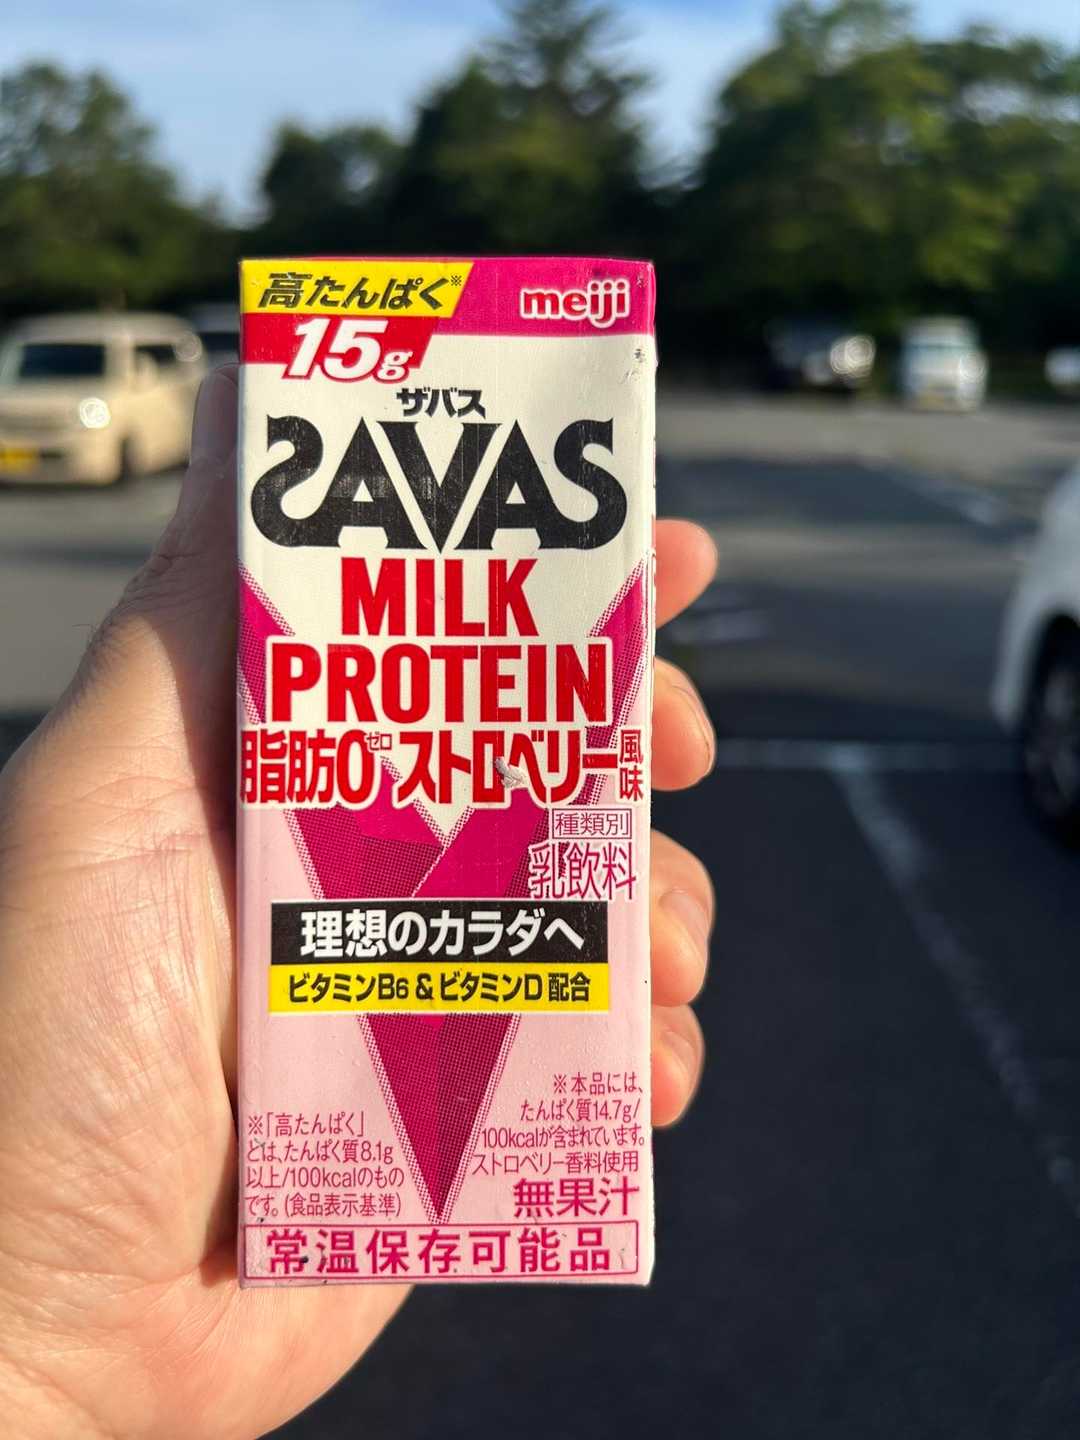 高たんぱく※
meiji
15g
ザバス
SAVAS
MILK
PROTEIN
脂肪0ゼロ ストロベリー風味
種類別
乳飲料
理想のカラダへ
ビタミンB6 & ビタミンD 配合
※本品には、
たんぱく質14.7g/
100kcalが含まれています。
ストロベリー香料使用
無果汁
※「高たんぱく」
とは、たんぱく質8.1g
以上/100kcalのもの
です。(食品表示基準)
常温保存可能品